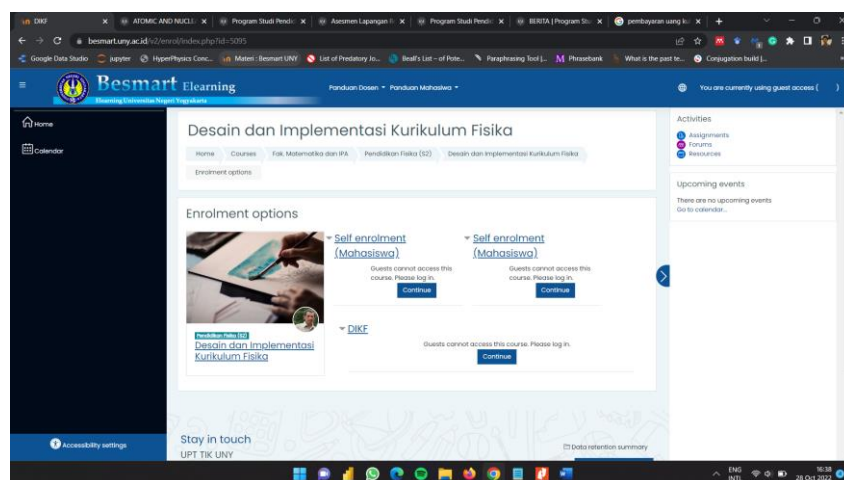 DIKF
ATOMIC AND NUCLE
Program Studi Pendi
Asesmen Lapangan
Program Studi Pendi
BERITA | Program Stu
pembayaran uang ku
besmart.uny.ac.id/v2/enrol/index.php?id=5095
Google Data Studio
jupyter
HyperPhysics Conc...
Materi : Besmart UNY
List of Predatory Jo...
Beall's List – of Pote...
Paraphrasing Tool |...
Phrasebank
What is the past te...
Conjugation build |...
Besmart Elearning
Elearning Universitas Negeri Yogyakarta
Panduan Dosen
Panduan Mahasiswa
You are currently using guest access (
)
Home
Calendar
Desain dan Implementasi Kurikulum Fisika
Home
Courses
Fak. Matematika dan IPA
Pendidikan Fisika (S2)
Desain dan Implementasi Kurikulum Fisika
Enrolment options
Enrolment options
Self enrolment
(Mahasiswa)
Guests cannot access this
course. Please log in.
Continue
Self enrolment
(Mahasiswa)
Guests cannot access this
course. Please log in.
Continue
Pendidikan Fisika (S2)
Desain dan Implementasi
Kurikulum Fisika
DIKF
Guests cannot access this course. Please log in.
Continue
Activities
Assignments
Forums
Resources
Upcoming events
There are no upcoming events
Go to calendar...
Accessibility settings
Stay in touch
UPT TIK UNY
Data retention summary
ENG
INTL
16:38
28 Oct 2022